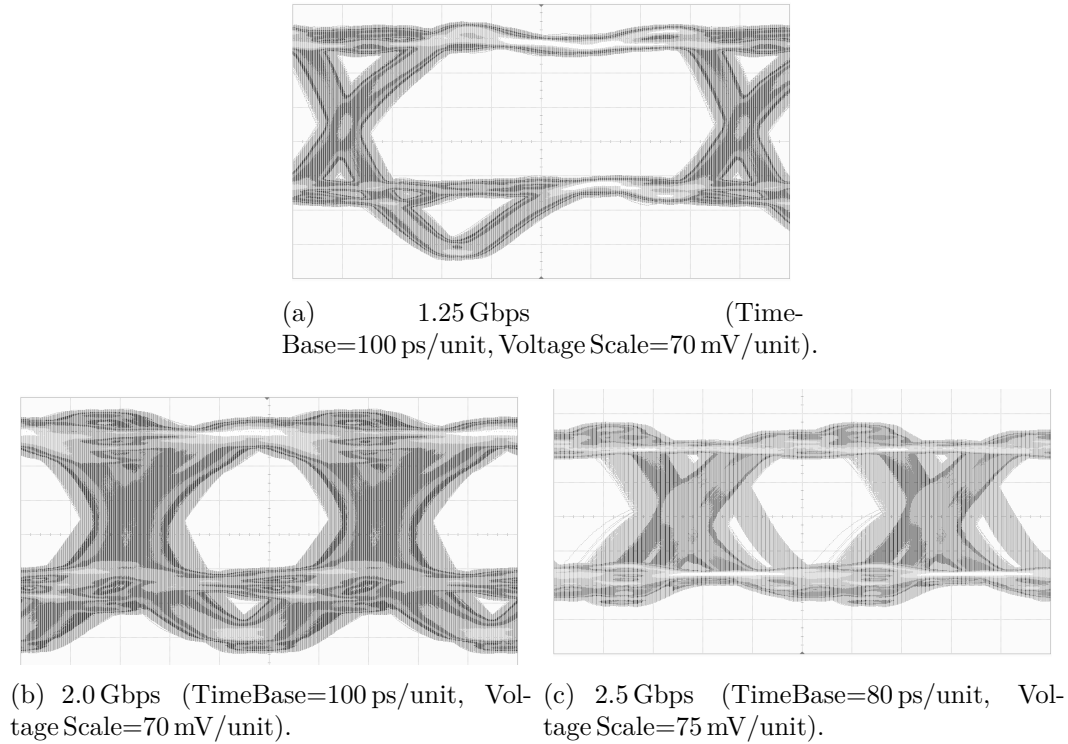 (a) 1.25 Gbps (Time-
Base=100 ps/unit, Voltage Scale=70 mV/unit).
(b) 2.0 Gbps (TimeBase=100 ps/unit, Vol-
tage Scale=70 mV/unit).
(c) 2.5 Gbps (TimeBase=80 ps/unit, Vol-
tage Scale=75 mV/unit).